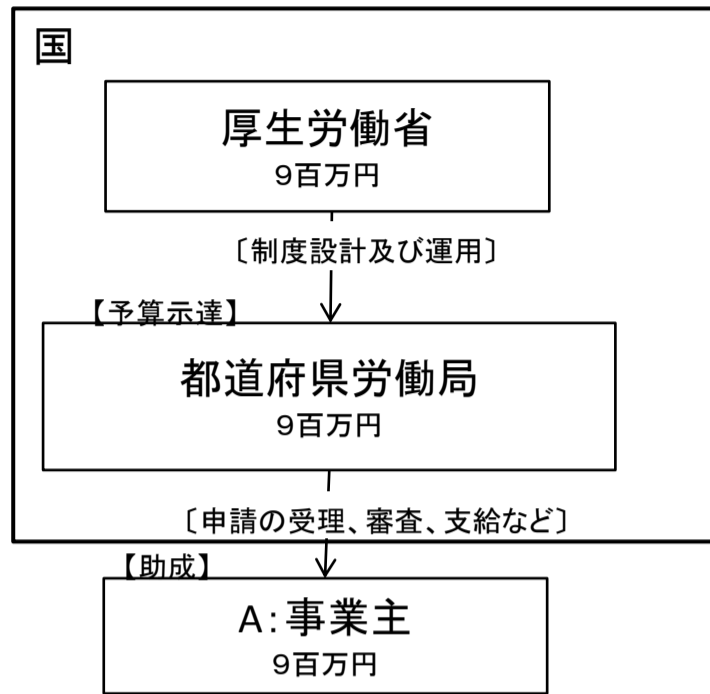 国
厚生労働省
9百万円
〔制度設計及び運用〕
【予算示達】
都道府県労働局
9百万円
〔申請の受理、審査、支給など〕
【助成】
A:事業主
9百万円